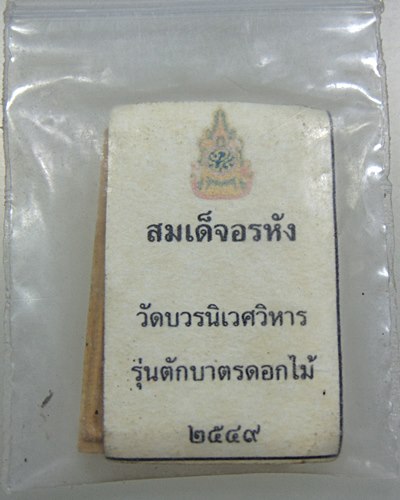 สมเด็จอรหัง
วัดบวรนิเวศวิหาร
รุ่นตักบาตรดอกไม้
๒๕๔๙